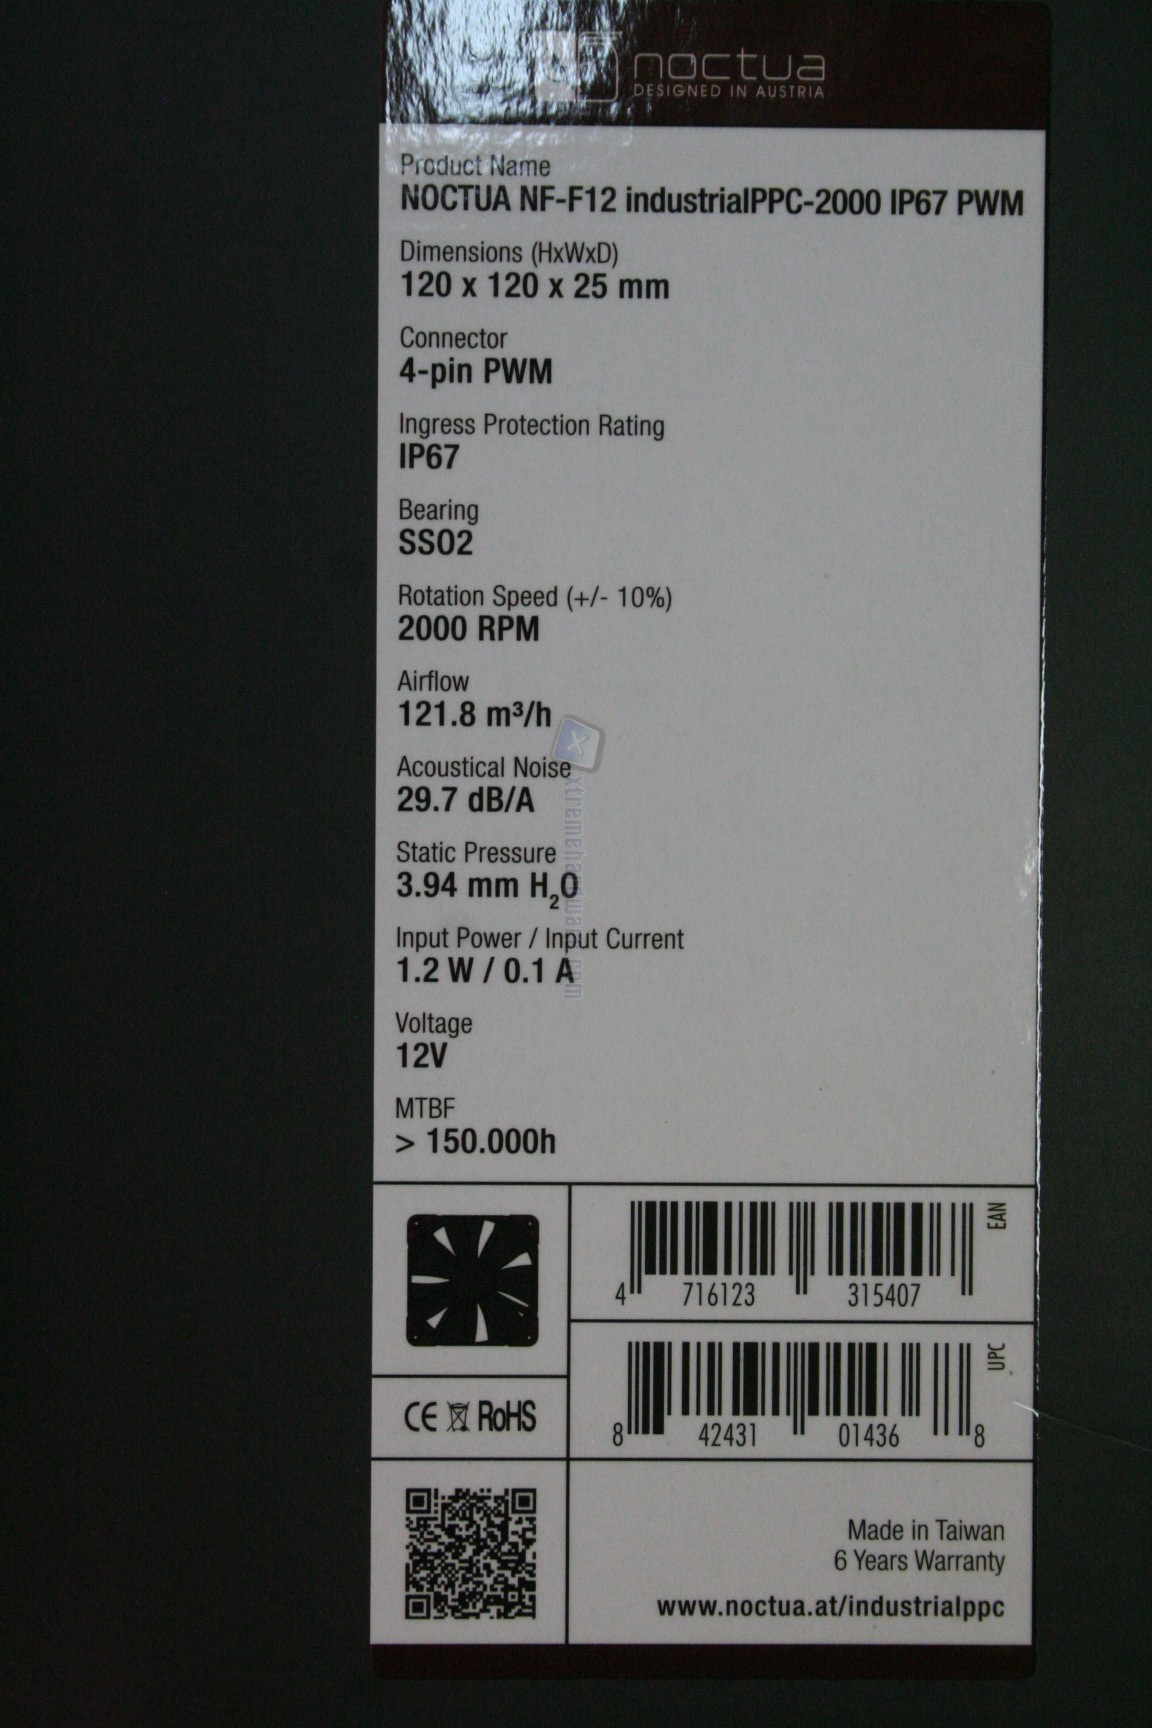 noctua
DESIGNED IN AUSTRIA
Product Name
NOCTUA NF-F12 industrialPPC-2000 IP67 PWM
Dimensions (HxWxD)
120 x 120 x 25 mm
Connector
4-pin PWM
Ingress Protection Rating
IP67
Bearing
SSO2
Rotation Speed (+/- 10%)
2000 RPM
Airflow
121.8 m³/h
Acoustical Noise
29.7 dB/A
Static Pressure
3.94 mm H₂O
Input Power / Input Current
1.2 W / 0.1 A
Voltage
12V
MTBF
> 150.000h
EAN
4 716123 315407
UPC
8 42431 01436 8
CE RoHS
Made in Taiwan
6 Years Warranty
www.noctua.at/industrialppc
xtremehardware.com